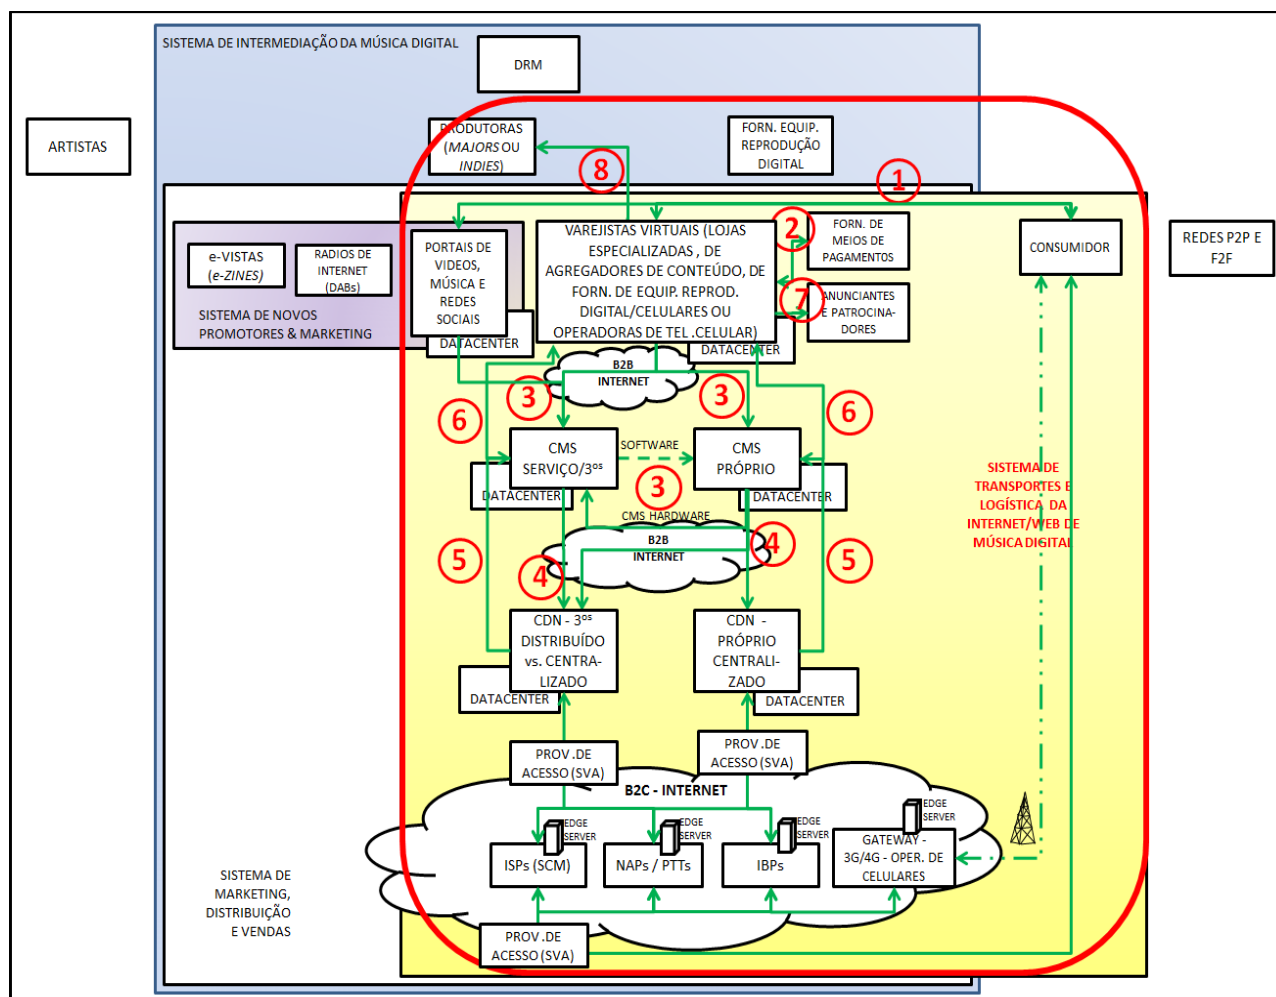 SISTEMA DE INTERMEDIAÇÃO DA MÚSICA DIGITAL
DRM
ARTISTAS
PRODUTORAS
(MAJORS OU
INDIES)
8
FORN. EQUIP.
REPRODUÇÃO
DIGITAL
1
e-VISTAS
(e-ZINES)
RADIOS DE
INTERNET
(DABs)
SISTEMA DE NOVOS
PROMOTORES & MARKETING
PORTAIS DE
VIDEOS,
MÚSICA E
REDES
SOCIAIS
DATACENTER
VAREJISTAS VIRTUAIS (LOJAS
ESPECIALIZADAS , DE
AGREGADORES DE CONTEÚDO, DE
FORN. DE EQUIP. REPROD.
DIGITAL/CELULARES OU
OPERADORAS DE TEL .CELULAR)
DATACENTER
2
FORN. DE
MEIOS DE
PAGAMENTOS
7
ANUNCIANTES
E PATROCINA-
DORES
CONSUMIDOR
REDES P2P E
F2F
B2B
INTERNET
3
3
6
6
CMS
SERVIÇO/3ºs
DATACENTER
SOFTWARE
3
CMS HARDWARE
CMS
PRÓPRIO
DATACENTER
SISTEMA DE
TRANSPORTES E
LOGÍSTICA DA
INTERNET/WEB DE
MÚSICA DIGITAL
B2B
INTERNET
4
4
5
5
CDN - 3ºs
DISTRIBUÍDO
vs. CENTRA-
LIZADO
DATACENTER
CDN -
PRÓPRIO
CENTRALI-
ZADO
DATACENTER
PROV .DE
ACESSO (SVA)
PROV .DE
ACESSO (SVA)
B2C - INTERNET
EDGE
SERVER
EDGE
SERVER
EDGE
SERVER
EDGE
SERVER
ISPs (SCM)
NAPs / PTTs
IBPs
GATEWAY -
3G/4G - OPER. DE
CELULARES
SISTEMA DE
MARKETING,
DISTRIBUIÇÃO
E VENDAS
PROV .DE
ACESSO (SVA)